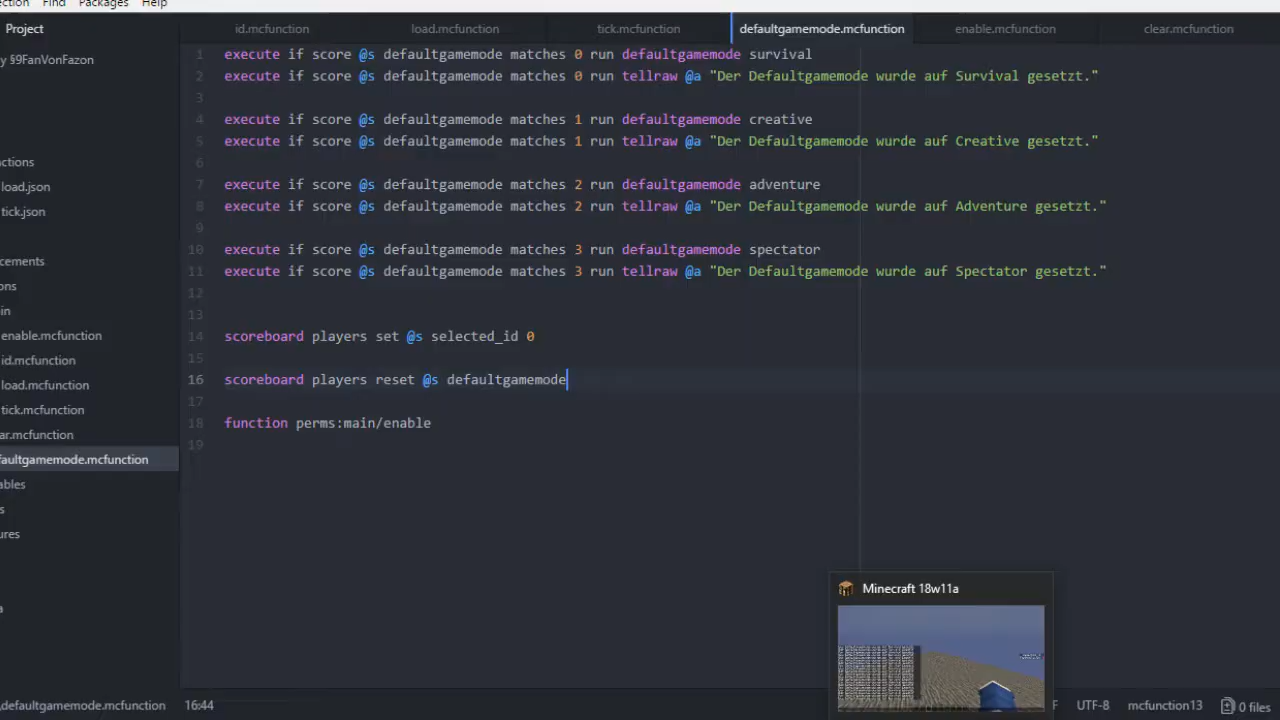 ection Find Packages Help
Project
id.mcfunction load.mcfunction tick.mcfunction defaultgamemode.mcfunction enable.mcfunction clear.mcfunction
y §9FanVonFazon
nctions
load.json
tick.json
cements
ons
in
enable.mcfunction
id.mcfunction
load.mcfunction
tick.mcfunction
ar.mcfunction
faultgamemode.mcfunction
ables
s
ures
a
1 execute if score @s defaultgamemode matches 0 run defaultgamemode survival
2 execute if score @s defaultgamemode matches 0 run tellraw @a "Der Defaultgamemode wurde auf Survival gesetzt."
3
4 execute if score @s defaultgamemode matches 1 run defaultgamemode creative
5 execute if score @s defaultgamemode matches 1 run tellraw @a "Der Defaultgamemode wurde auf Creative gesetzt."
6
7 execute if score @s defaultgamemode matches 2 run defaultgamemode adventure
8 execute if score @s defaultgamemode matches 2 run tellraw @a "Der Defaultgamemode wurde auf Adventure gesetzt."
9
10 execute if score @s defaultgamemode matches 3 run defaultgamemode spectator
11 execute if score @s defaultgamemode matches 3 run tellraw @a "Der Defaultgamemode wurde auf Spectator gesetzt."
12
13
14 scoreboard players set @s selected_id 0
15
16 scoreboard players reset @s defaultgamemode
17
18 function perms:main/enable
19
Minecraft 18w11a
.defaultgamemode.mcfunction 16:44 F UTF-8 mcfunction13 0 files